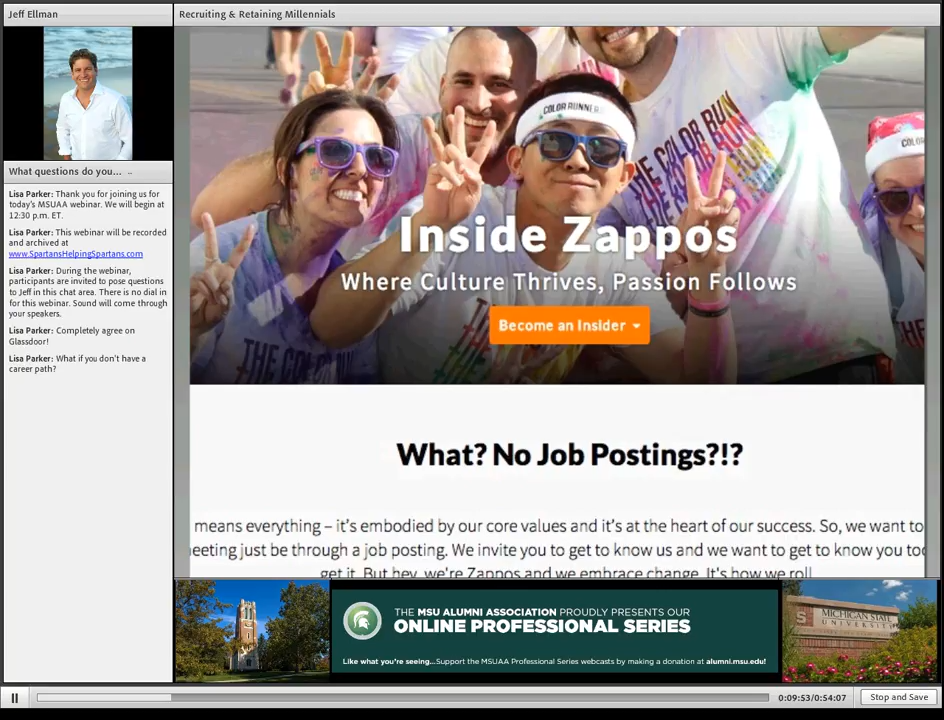 Jeff Ellman
Recruiting & Retaining Millennials
What questions do you... ..
Lisa Parker: Thank you for joining us for
today's MSUAA webinar. We will begin at
12:30 p.m. ET.
Lisa Parker: This webinar will be recorded
and archived at
www.SpartansHelpingSpartans.com
Lisa Parker: During the webinar,
participants are invited to pose questions
to Jeff in this chat area. There is no dial in
for this webinar. Sound will come through
your speakers.
Lisa Parker: Completely agree on
Glassdoor!
Lisa Parker: What if you don't have a
career path?
COLOR RUNNER
THE COLOR RUN
COLOR RUN
THE COLOR
Inside Zappos
Where Culture Thrives, Passion Follows
Become an Insider
What? No Job Postings?!?
means everything – it's embodied by our core values and it's at the heart of our success. So, we want to
eeting just be through a job posting. We invite you to get to know us and we want to get to know you too
get it. But hey, we're Zappos and we embrace change. It's how we roll
THE MSU ALUMNI ASSOCIATION PROUDLY PRESENTS OUR
ONLINE PROFESSIONAL SERIES
Like what you're seeing...Support the MSUAA Professional Series webcasts by making a donation at alumni.msu.edu!
S
MICHIGAN STATE
UNIVERSITY
0:09:53/0:54:07
Stop and Save